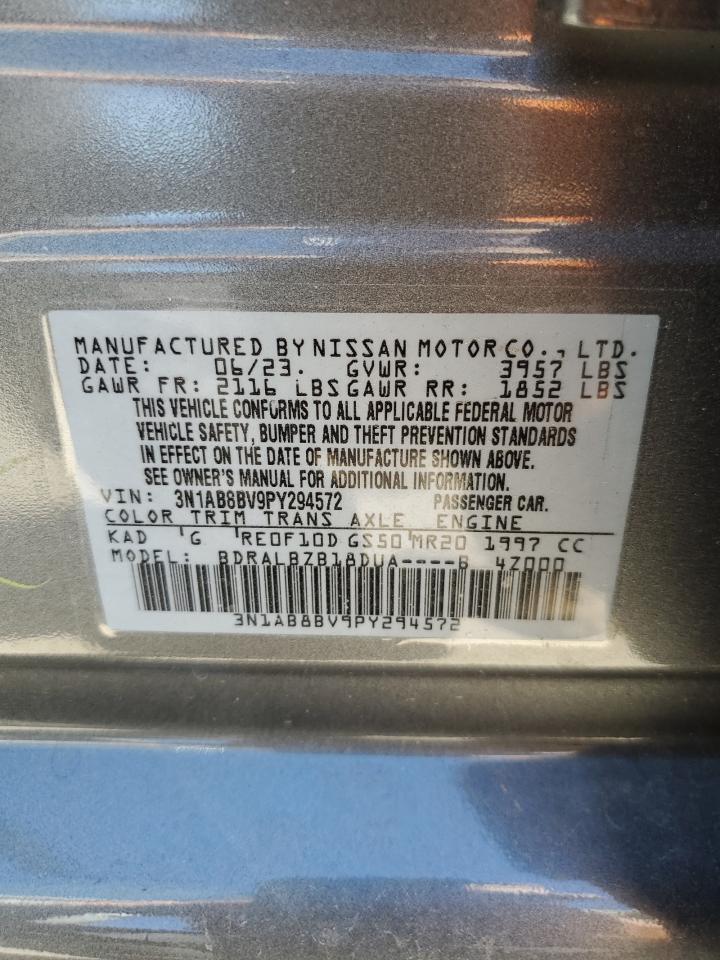 MANUFACTURED BY NISSAN MOTOR CO., LTD.
DATE: 06/23. GVWR: 3957 LBS
GAWR FR: 2116 LBS GAWR RR: 1852 LBS
THIS VEHICLE CONFORMS TO ALL APPLICABLE FEDERAL MOTOR
VEHICLE SAFETY, BUMPER AND THEFT PREVENTION STANDARDS
IN EFFECT ON THE DATE OF MANUFACTURE SHOWN ABOVE.
SEE OWNER'S MANUAL FOR ADDITIONAL INFORMATION.
VIN: 3N1AB8BV9PY294572 PASSENGER CAR.
COLOR TRIM TRANS AXLE ENGINE
KAD 'G RE0F10D GS50'MR20 1997 CC
MODEL: BDRALBZB18DUA----B 4Z000
3N1AB8BV9PY294572